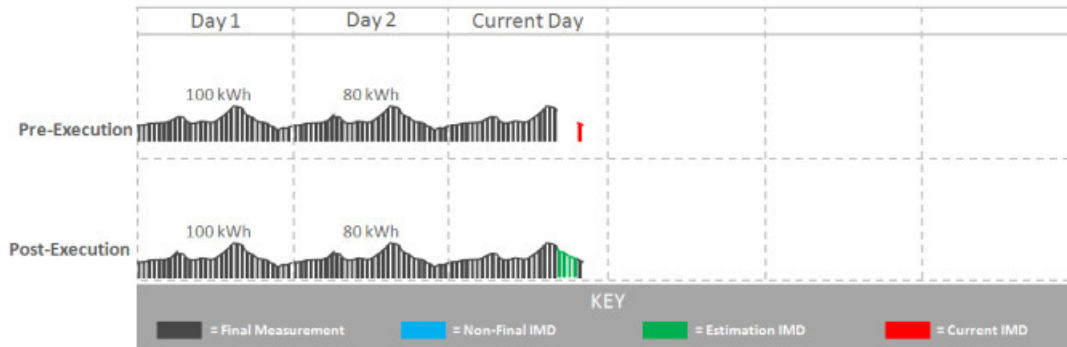 Day 1 Day 2 Current Day
100 kWh 80 kWh
Pre-Execution
100 kWh 80 kWh
Post-Execution
KEY
= Final Measurement = Non-Final IMD = Estimation IMD = Current IMD